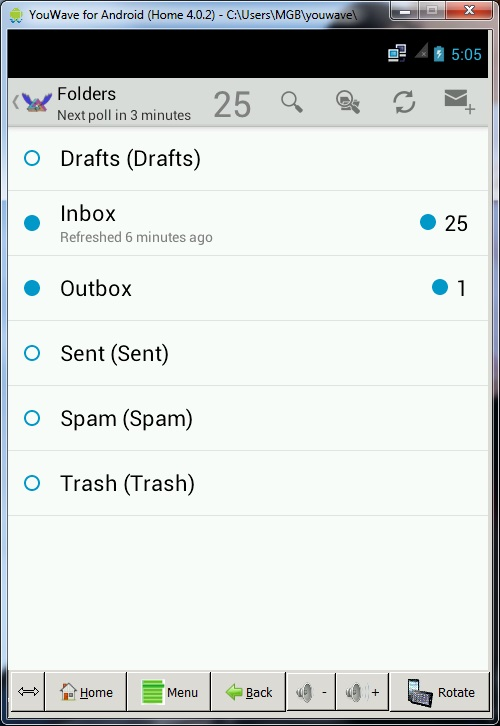 YouWave for Android (Home 4.0.2) - C:\Users\MGB\youwave\
5:05
Folders
Next poll in 3 minutes
25
Drafts (Drafts)
Inbox
Refreshed 6 minutes ago
25
Outbox
1
Sent (Sent)
Spam (Spam)
Trash (Trash)
Home Menu Back - + Rotate